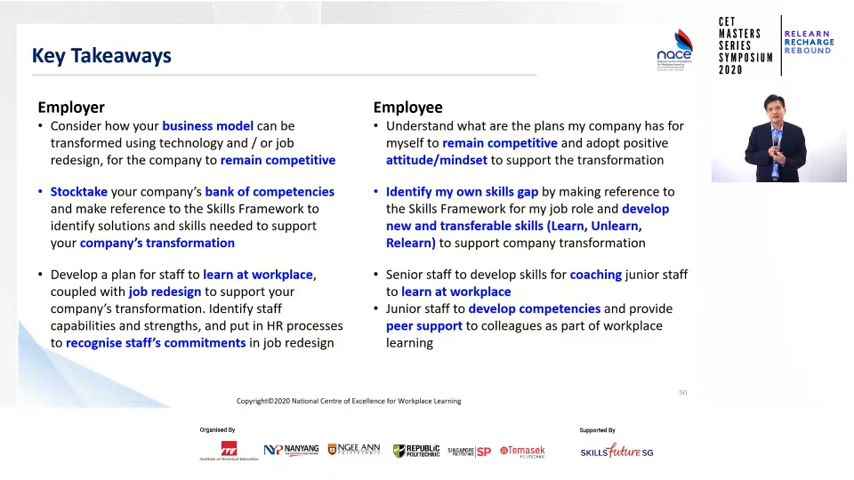 Key Takeaways
nace
CET
MASTERS
SERIES
SYMPOSIUM
2020
RELEARN
RECHARGE
REBOUND
Employer
• Consider how your business model can be
transformed using technology and / or job
redesign, for the company to remain competitive
• Stocktake your company's bank of competencies
and make reference to the Skills Framework to
identify solutions and skills needed to support
your company's transformation
• Develop a plan for staff to learn at workplace,
coupled with job redesign to support your
company's transformation. Identify staff
capabilities and strengths, and put in HR processes
to recognise staff's commitments in job redesign
Employee
• Understand what are the plans my company has for
myself to remain competitive and adopt positive
attitude/mindset to support the transformation
• Identify my own skills gap by making reference to
the Skills Framework for my job role and develop
new and transferable skills (Learn, Unlearn,
Relearn) to support company transformation
• Senior staff to develop skills for coaching junior staff
to learn at workplace
• Junior staff to develop competencies and provide
peer support to colleagues as part of workplace
learning
50
Copyright©2020 National Centre of Excellence for Workplace Learning
Organised By
Supported By
ITE
Institute of Technical Education
NYP NANYANG
NGEE ANN
POLYTECHNIC
REPUBLIC
POLYTECHNIC
SINGAPORE
POLYTECHNIC
SP
Temasek
POLYTECHNIC
SKILLS future SG